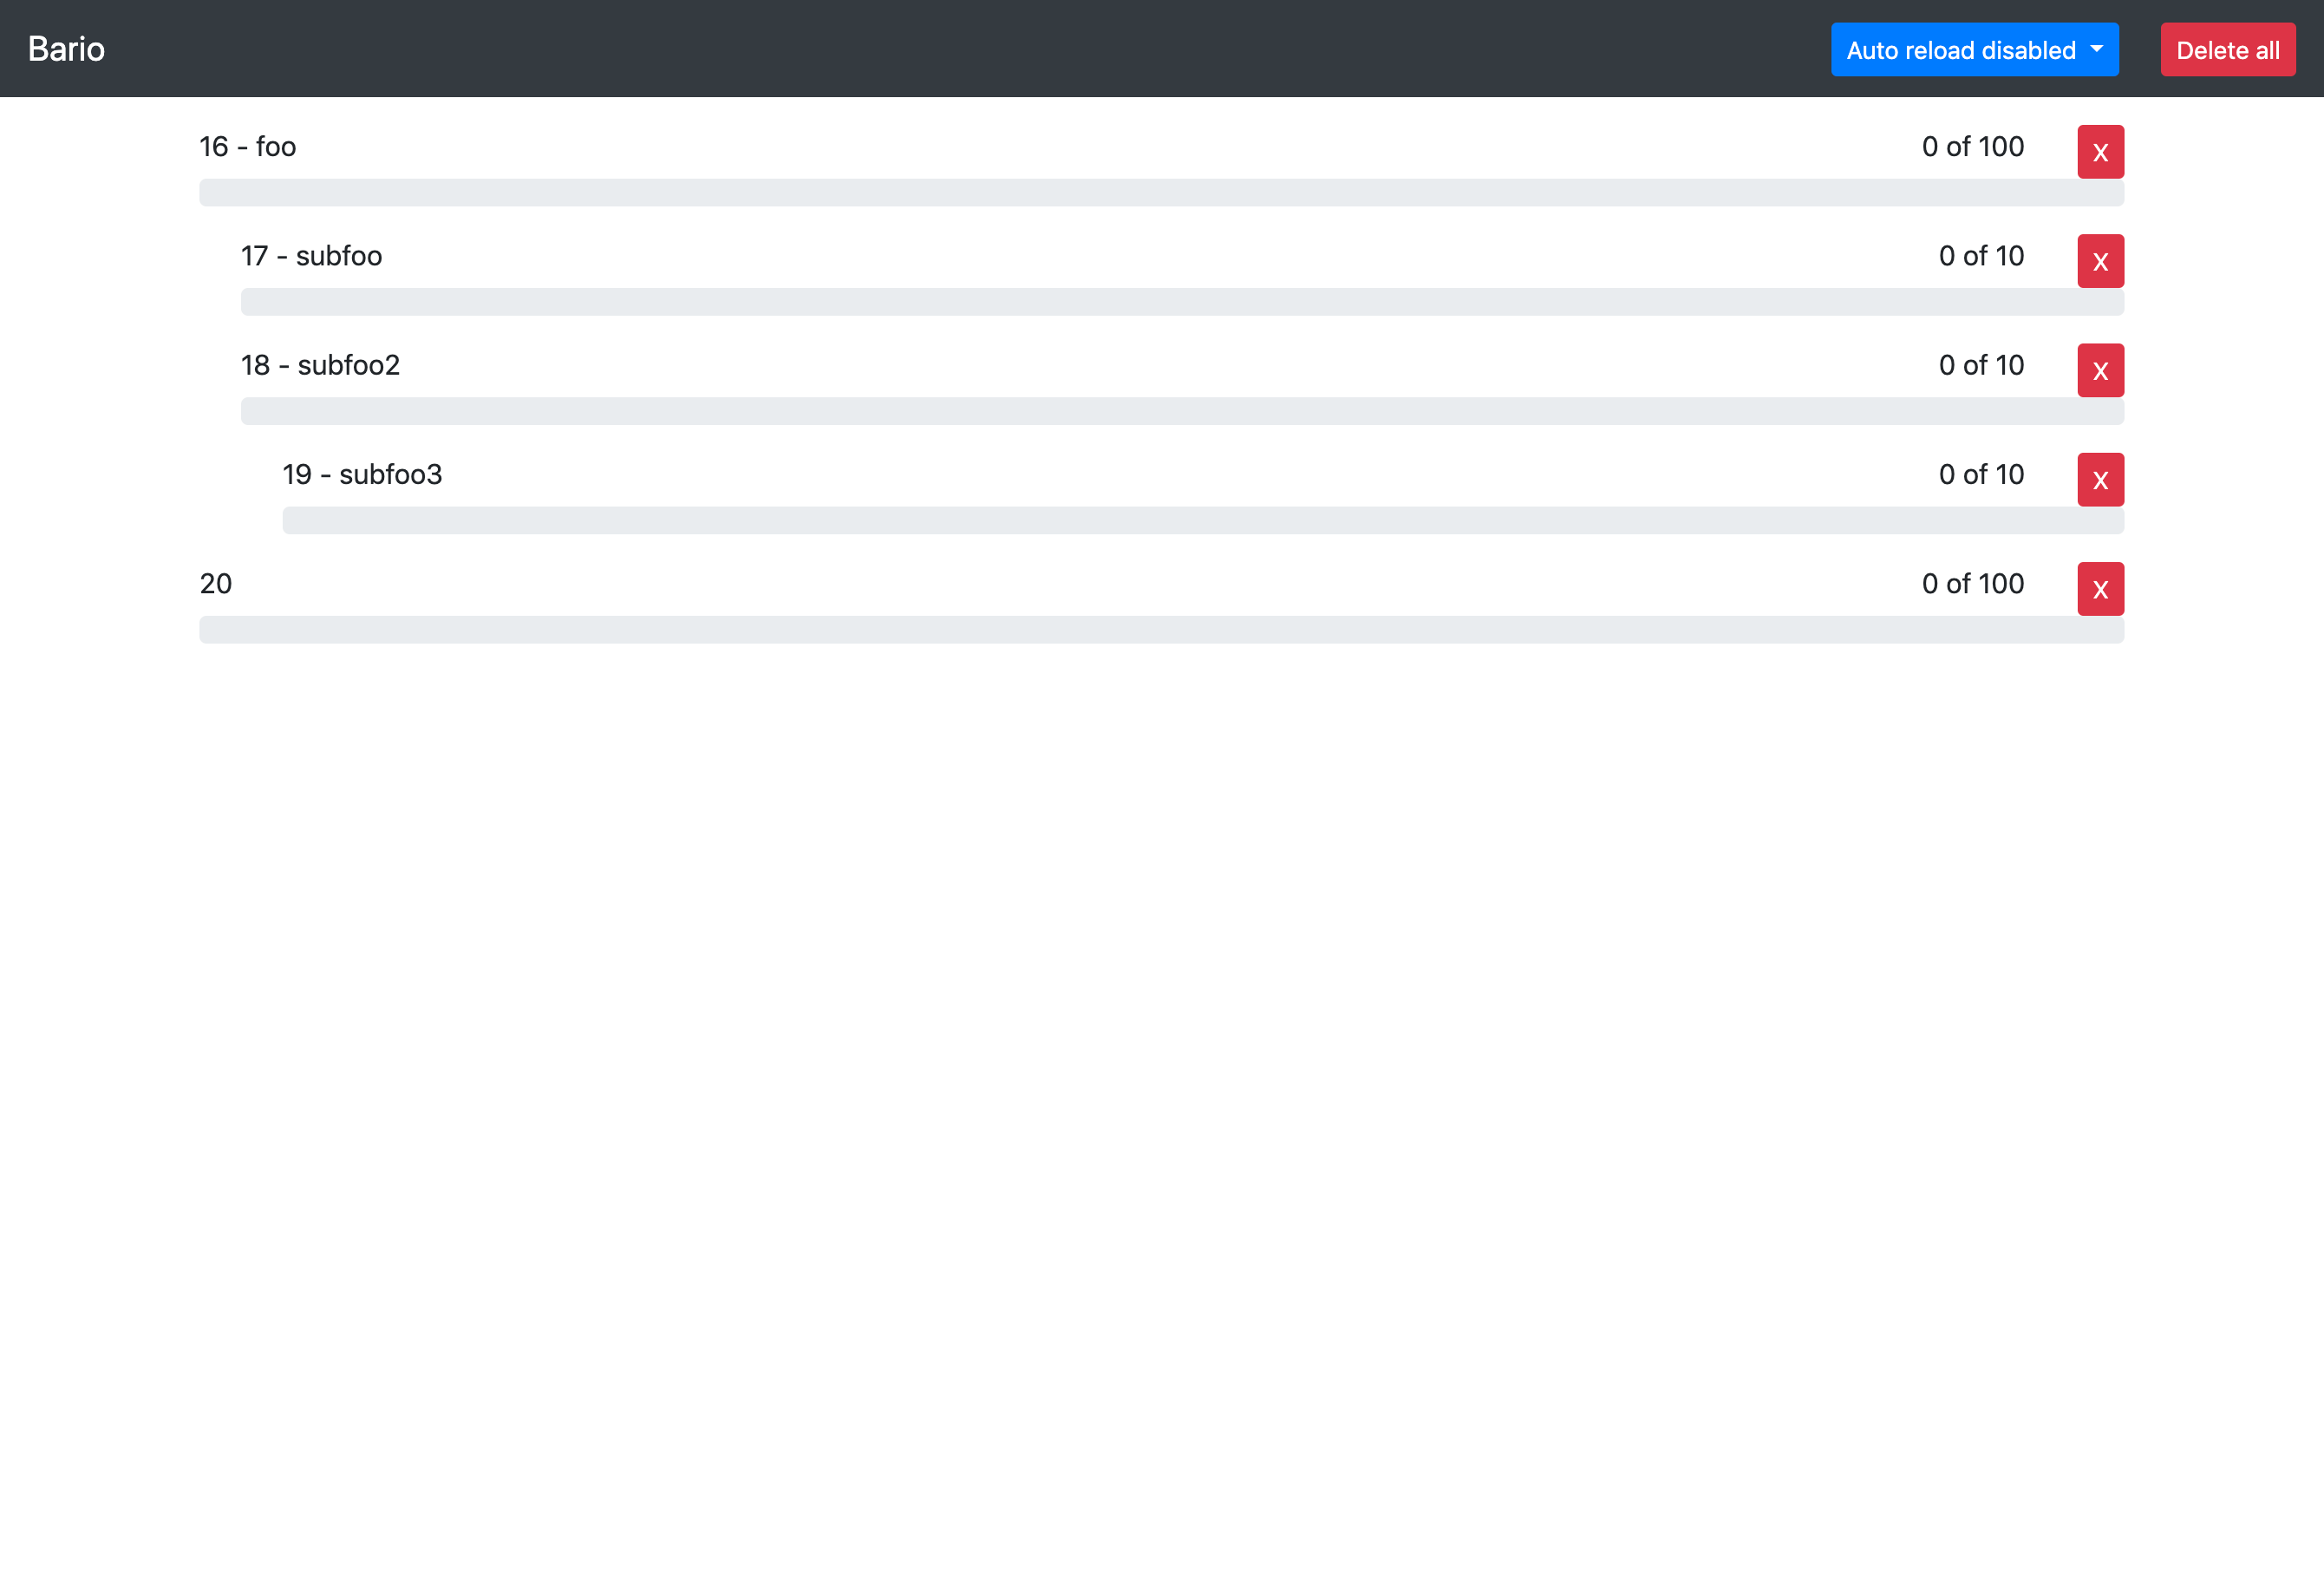 Bario Auto reload disabled Delete all
16 - foo 0 of 100 X
17 - subfoo 0 of 10 X
18 - subfoo2 0 of 10 X
19 - subfoo3 0 of 10 X
20 0 of 100 X